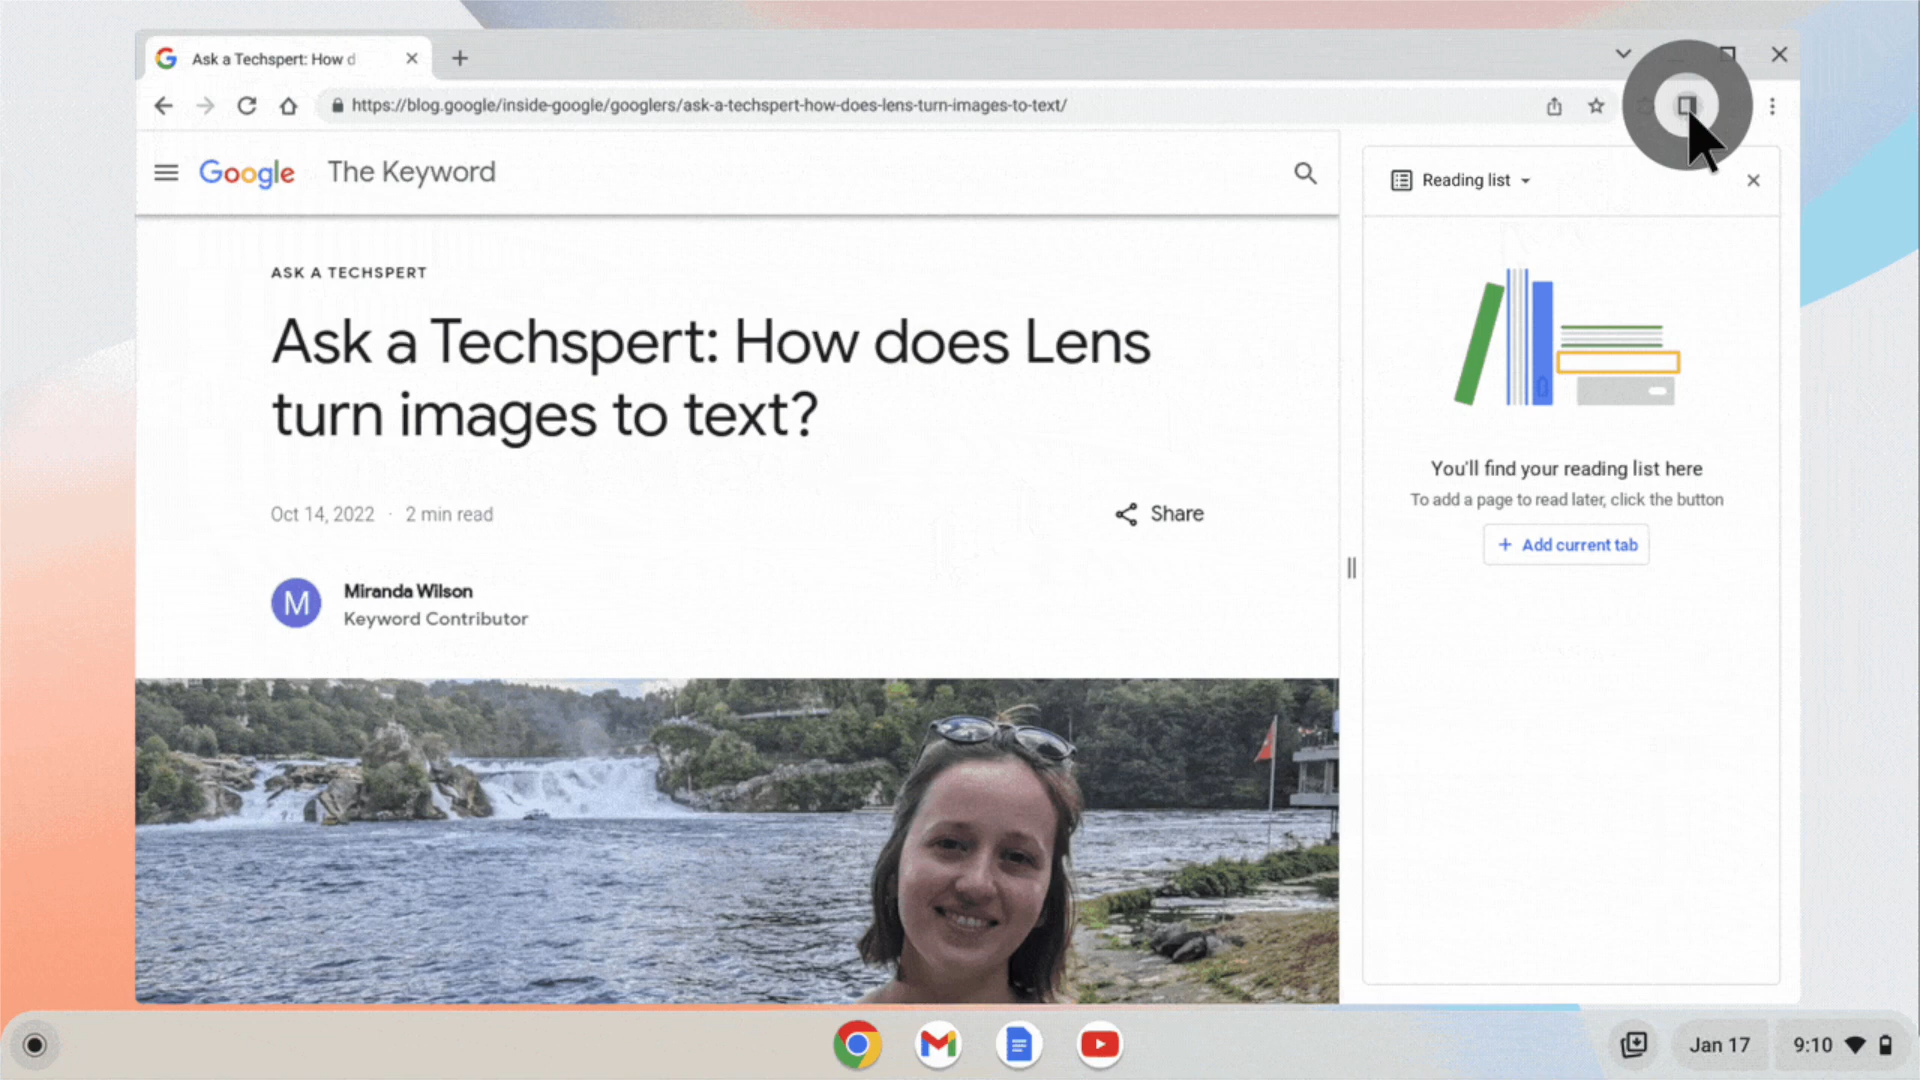 Ask a Techspert: How d
https://blog.google/inside-google/googlers/ask-a-techspert-how-does-lens-turn-images-to-text/
Google The Keyword
ASK A TECHSPERT
Ask a Techspert: How does Lens
turn images to text?
Oct 14, 2022 · 2 min read
Share
M
Miranda Wilson
Keyword Contributor
Reading list
You'll find your reading list here
To add a page to read later, click the button
+ Add current tab
Jan 17
9:10